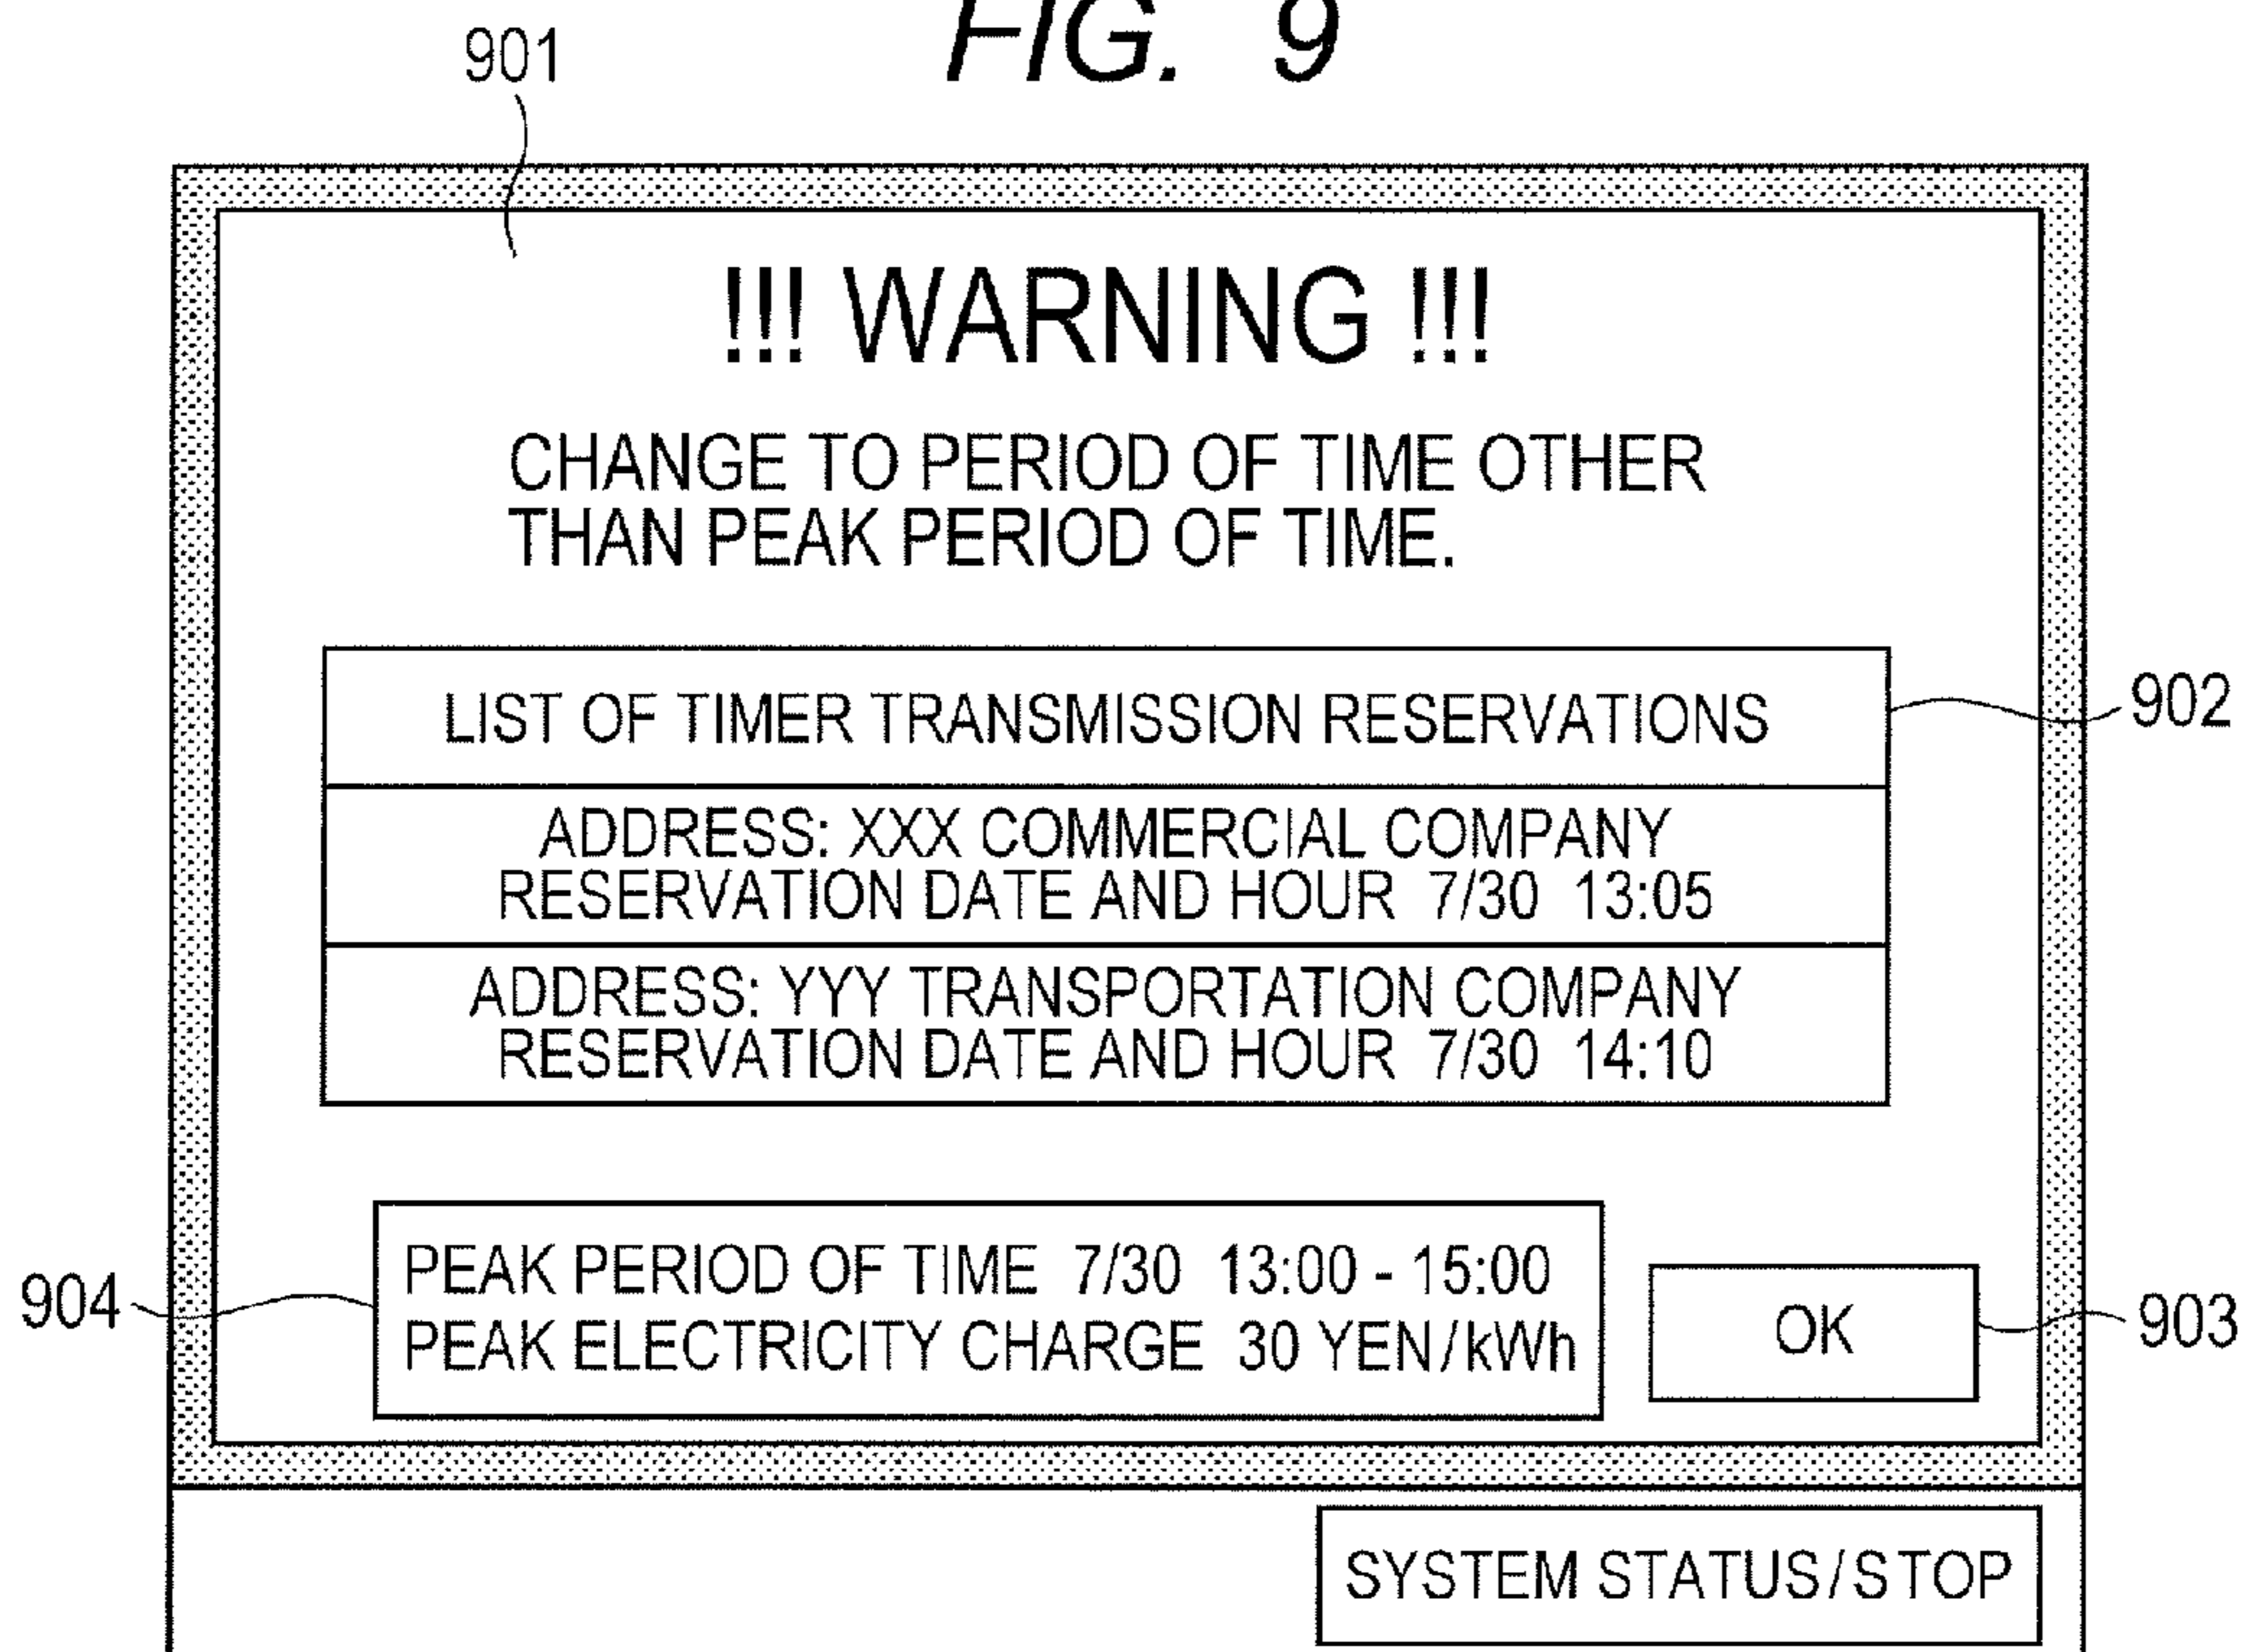 FIG. 9
901
!!! WARNING !!!
CHANGE TO PERIOD OF TIME OTHER
THAN PEAK PERIOD OF TIME.
LIST OF TIMER TRANSMISSION RESERVATIONS
902
ADDRESS: XXX COMMERCIAL COMPANY
RESERVATION DATE AND HOUR 7/30 13:05
ADDRESS: YYY TRANSPORTATION COMPANY
RESERVATION DATE AND HOUR 7/30 14:10
904
PEAK PERIOD OF TIME 7/30 13:00 - 15:00
PEAK ELECTRICITY CHARGE 30 YEN/kWh
OK
903
SYSTEM STATUS/STOP